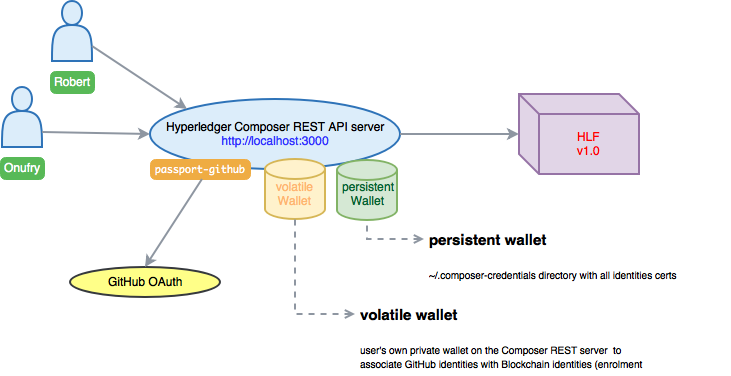 Robert
Onufry
Hyperledger Composer REST API server
http://localhost:3000
passport-github
volatile
Wallet
persistent
Wallet
HLF
v1.0
GitHub OAuth
persistent wallet
~/.composer-credentials directory with all identities certs
volatile wallet
user's own private wallet on the Composer REST server to
associate GitHub identities with Blockchain identities (enrolment